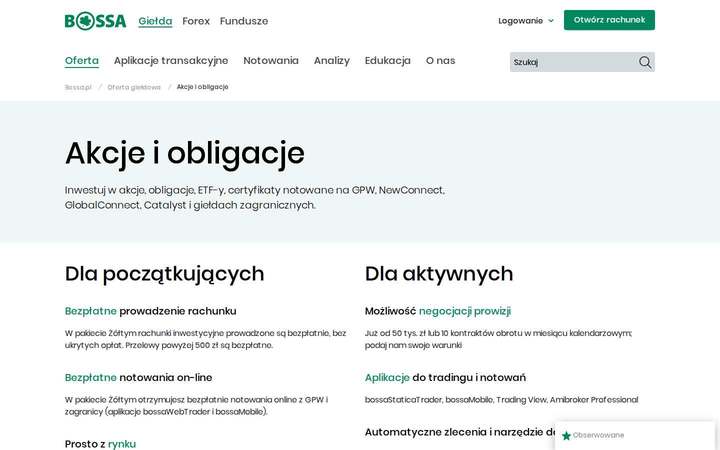 BOSSA Giełda Forex Fundusze Logowanie Otwórz rachunek
Oferta Aplikacje transakcyjne Notowania Analizy Edukacja O nas Szukaj
Bossa.pl / Oferta giełdowa / Akcje i obligacje
Akcje i obligacje
Inwestuj w akcje, obligacje, ETF-y, certyfikaty notowane na GPW, NewConnect,
GlobalConnect, Catalyst i giełdach zagranicznych.
Dla początkujących
Bezpłatne prowadzenie rachunku
W pakiecie Żółtym rachunki inwestycyjne prowadzone są bezpłatnie, bez
ukrytych opłat. Przelewy powyżej 500 zł są bezpłatne.
Bezpłatne notowania on-line
W pakiecie Żółtym otrzymujesz bezpłatnie notowania online z GPW i
zagranicy (aplikacje bossaWebTrader i bossaMobile).
Prosto z rynku
Dla aktywnych
Możliwość negocjacji prowizji
Już od 50 tys. zł lub 10 kontraktów obrotu w miesiącu kalendarzowym;
podaj nam swoje warunki
Aplikacje do tradingu i notowań
bossaStaticaTrader, bossaMobile, Trading View, Amibroker Professional
Automatyczne zlecenia i narzędzie do
Obserwowane